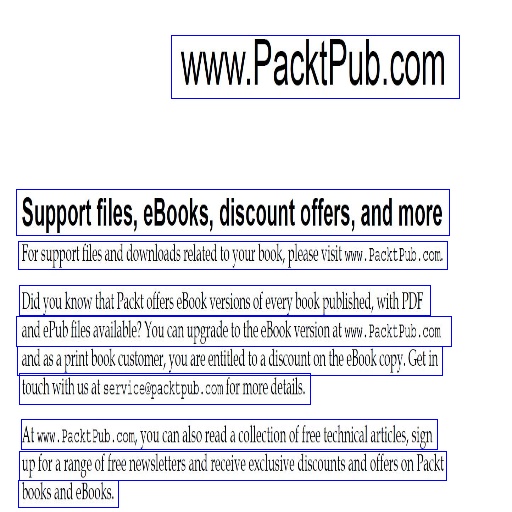 www.PacktPub.com
Support files, eBooks, discount offers, and more
For support files and downloads related to your book, please visit www.PacktPub.com.
Did you know that Packt offers eBook versions of every book published, with PDF
and ePub files available? You can upgrade to the eBook version at www.PacktPub.com
and as a print book customer, you are entitled to a discount on the eBook copy. Get in
touch with us at service@packtpub.com for more details.
At www.PacktPub.com, you can also read a collection of free technical articles, sign
up for a range of free newsletters and receive exclusive discounts and offers on Packt
books and eBooks.